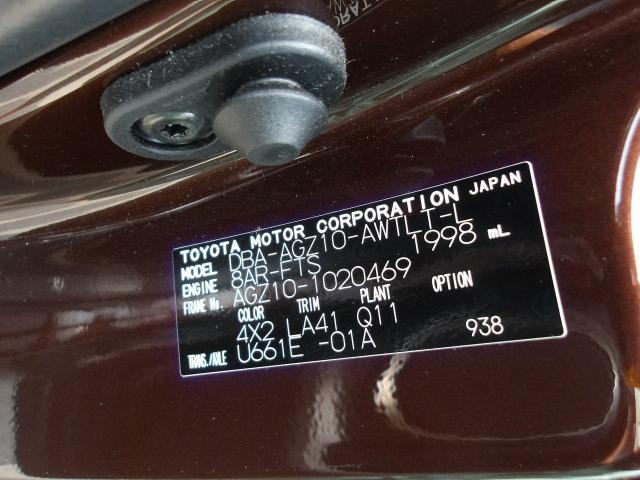 TOYOTA MOTOR CORPORATION JAPAN
MODEL DBA-AGZ10-AWTLT-L
ENGINE 8AR-FTS 1998 mL
FRAME No. AGZ10-1020469
COLOR TRIM PLANT OPTION
4X2 LA41 Q11
TRANS./AXLE U661E -01A 938